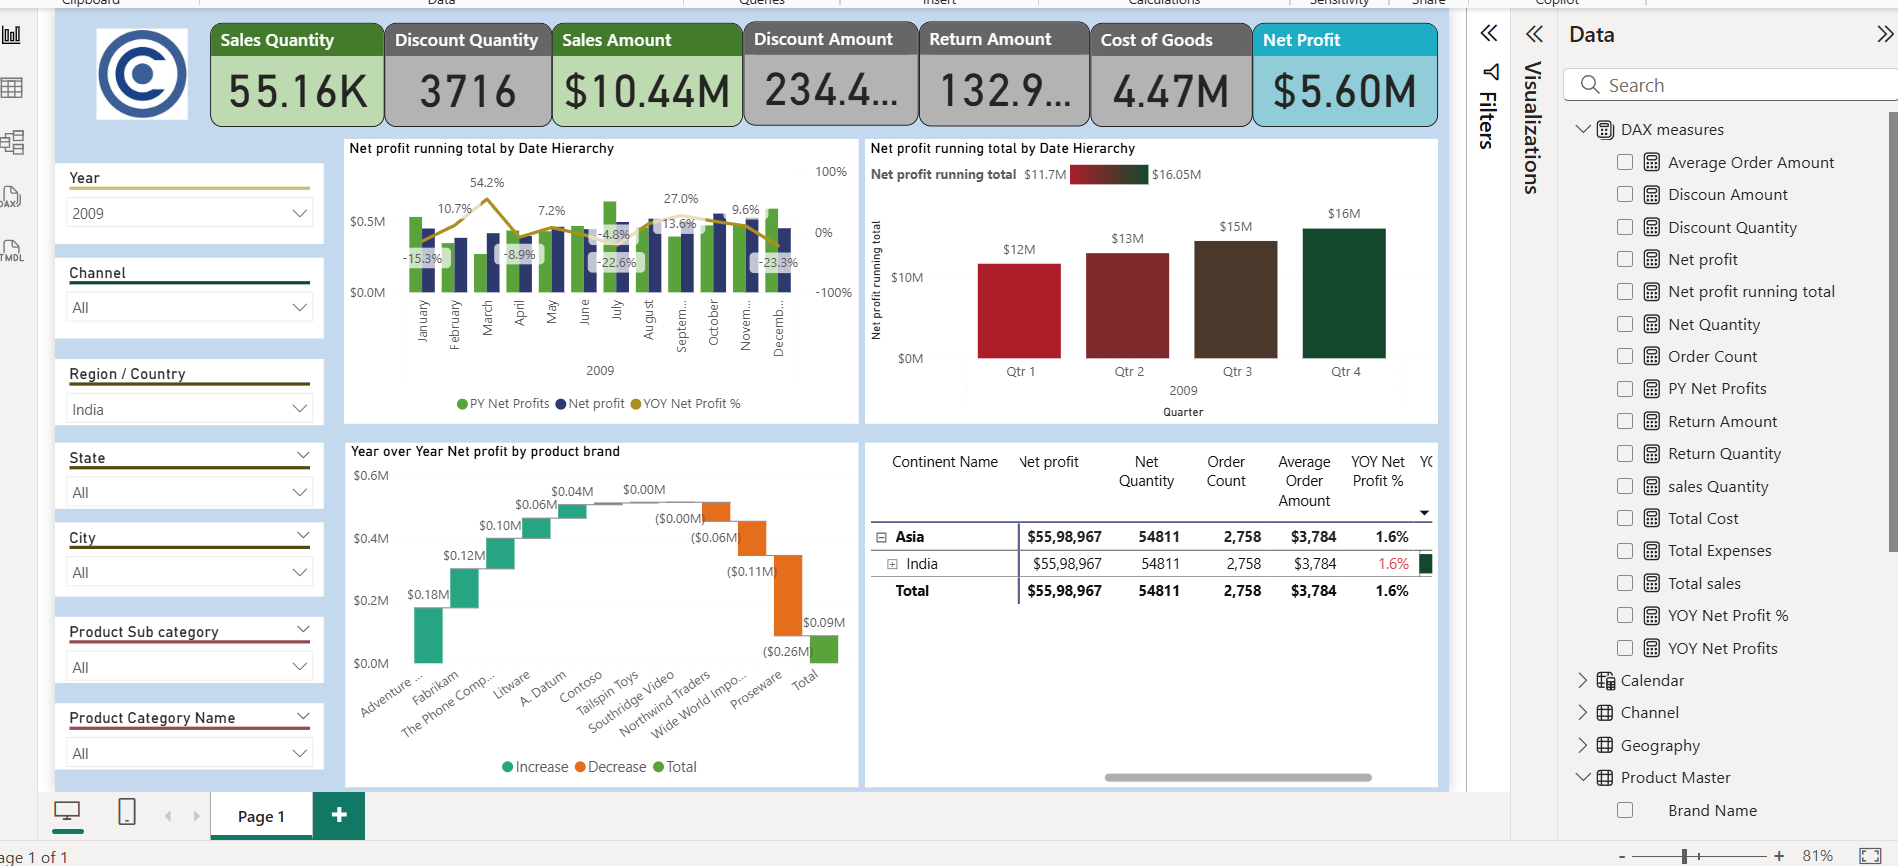 Clipboard
Data
Queries
Insert
Calculations
Sensitivity
Share
Copilot
Sales Quantity
55.16K
Discount Quantity
3716
Sales Amount
$10.44M
Discount Amount
234.4...
Return Amount
132.9...
Cost of Goods
4.47M
Net Profit
$5.60M
Year
2009
Channel
All
Region / Country
India
State
All
City
All
Product Sub category
All
Product Category Name
All
Net profit running total by Date Hierarchy
$0.5M
$0.0M
100%
0%
-100%
-15.3%
10.7%
54.2%
-8.9%
7.2%
-4.8%
-22.6%
13.6%
27.0%
9.6%
-23.3%
January
February
March
April
May
June
July
August
Septem...
October
Novem...
Decemb...
2009
PY Net Profits
Net profit
YOY Net Profit %
Net profit running total by Date Hierarchy
Net profit running total $11.7M $16.05M
Net profit running total
$10M
$0M
$12M
$13M
$15M
$16M
Qtr 1
Qtr 2
Qtr 3
Qtr 4
2009
Quarter
Year over Year Net profit by product brand
$0.6M
$0.4M
$0.2M
$0.0M
$0.18M
$0.12M
$0.10M
$0.06M
$0.04M
$0.00M
($0.00M)
($0.06M)
($0.11M)
($0.26M)
$0.09M
Adventure ...
Fabrikam
The Phone Comp...
Litware
A. Datum
Contoso
Tailspin Toys
Southridge Video
Northwind Traders
Wide World Impo...
Proseware
Total
Increase
Decrease
Total
Continent Name Net profit Net Quantity Order Count Average Order Amount YOY Net Profit % YO
Asia $55,98,967 54811 2,758 $3,784 1.6%
India $55,98,967 54811 2,758 $3,784 1.6%
Total $55,98,967 54811 2,758 $3,784 1.6%
Filters
Visualizations
Data
Search
DAX measures
Average Order Amount
Discoun Amount
Discount Quantity
Net profit
Net profit running total
Net Quantity
Order Count
PY Net Profits
Return Amount
Return Quantity
sales Quantity
Total Cost
Total Expenses
Total sales
YOY Net Profit %
YOY Net Profits
Calendar
Channel
Geography
Product Master
Brand Name
DAX
TMDL
Page 1
age 1 of 1
- + 81%